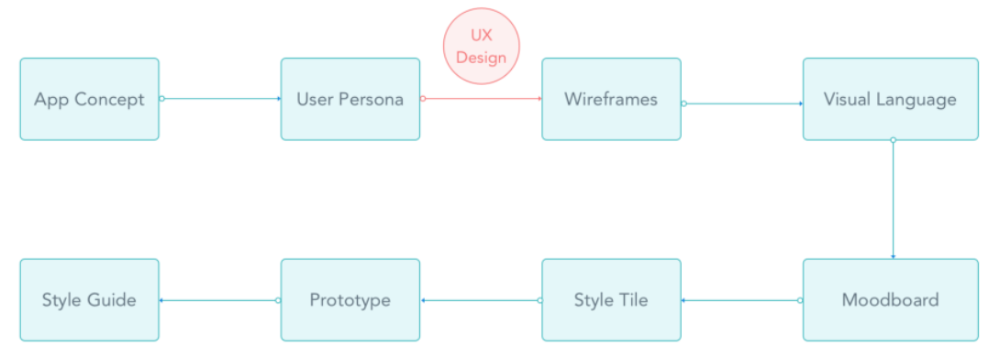 UX
Design
App Concept
User Persona
Wireframes
Visual Language
Style Guide
Prototype
Style Tile
Moodboard